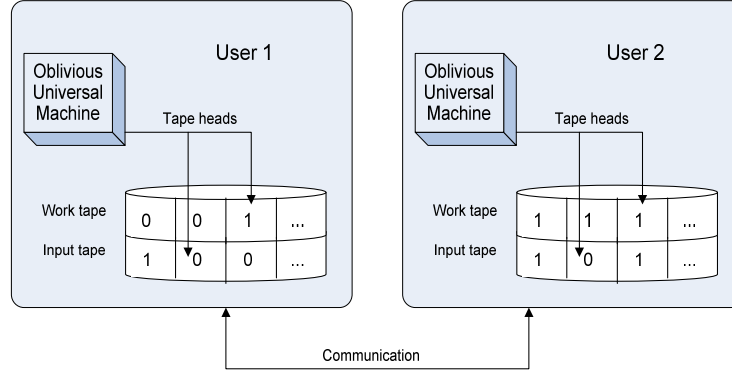 User 1
Oblivious
Universal
Machine
Tape heads
Work tape
0 0 1 ...
Input tape
1 0 0 ...
User 2
Oblivious
Universal
Machine
Tape heads
Work tape
1 1 1 ...
Input tape
1 0 1 ...
Communication